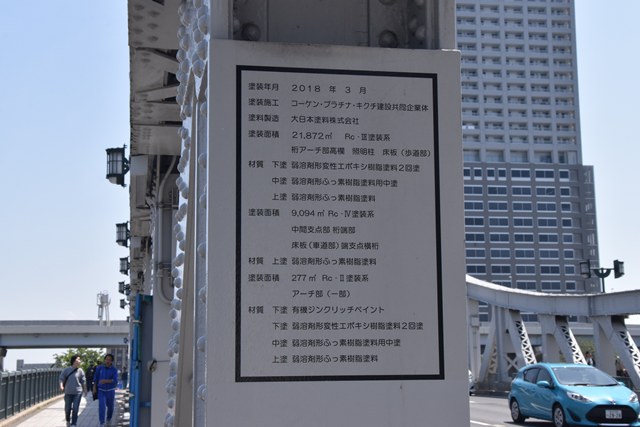 塗装年月　２０１８　年　３　月
塗装施工　コーケン・プラチナ・キクチ建設共同企業体
塗料製造　大日本塗料株式会社
塗装面積　２１,８７２㎡　Ｒｃ-Ⅲ塗装系
桁アーチ部高欄　照明柱　床板（歩道部）
材質　下塗　弱溶剤形変性エポキシ樹脂塗料２回塗
中塗　弱溶剤形ふっ素樹脂塗料用中塗
上塗　弱溶剤形ふっ素樹脂塗料
塗装面積　９,０９４㎡　Ｒｃ-Ⅳ塗装系
中間支点部　桁端部
床板（車道部）端支点横桁
材質　上塗　弱溶剤形ふっ素樹脂塗料
塗装面積　２７７㎡　Ｒｃ-Ⅱ塗装系
アーチ部（一部）
材質　下塗　有機ジンクリッチペイント
下塗　弱溶剤形変性エポキシ樹脂塗料２回塗
中塗　弱溶剤形ふっ素樹脂塗料用中塗
上塗　弱溶剤形ふっ素樹脂塗料